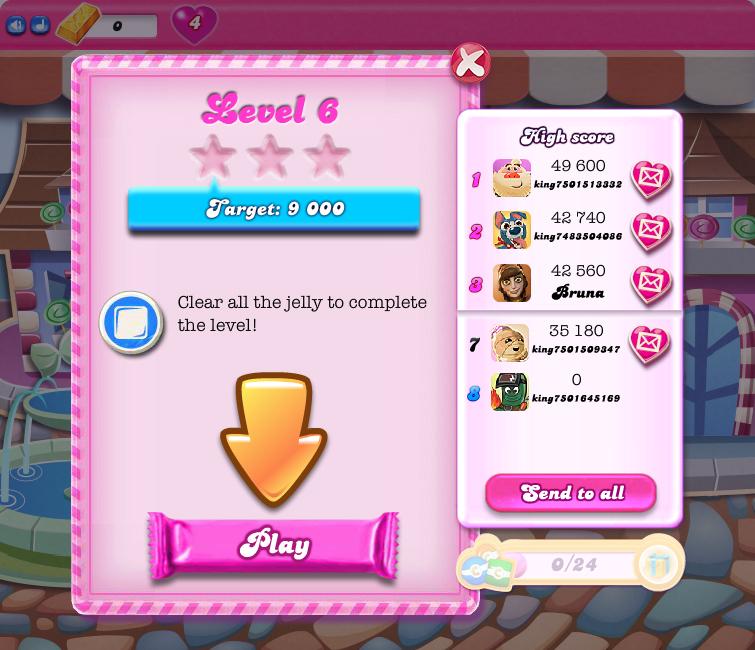 0
4
Level 6
Target: 9 000
Clear all the jelly to complete
the level!
Play
High score
1
49 600
king7501513332
2
42 740
king7483504086
3
42 560
Bruna
7
35 180
king7501509347
8
0
king7501645169
Send to all
0/24